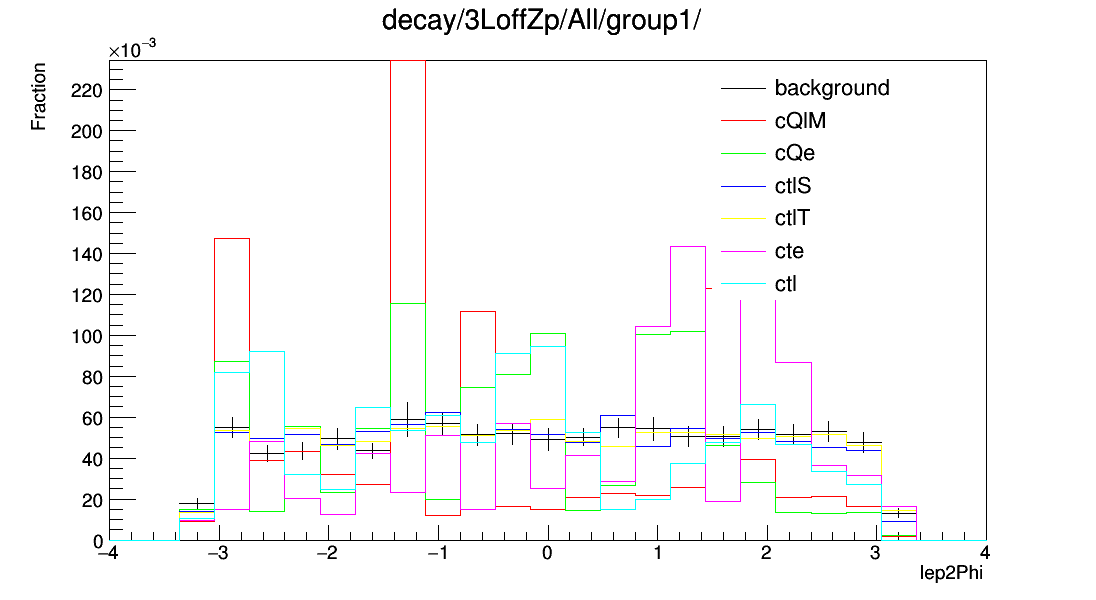 decay/3LoffZp/All/group1/
×10⁻³
Fraction
220
200
180
160
140
120
100
80
60
40
20
0
−4
−3
−2
−1
0
1
2
3
4
lep2Phi
background
cQlM
cQe
ctlS
ctlT
cte
ctl